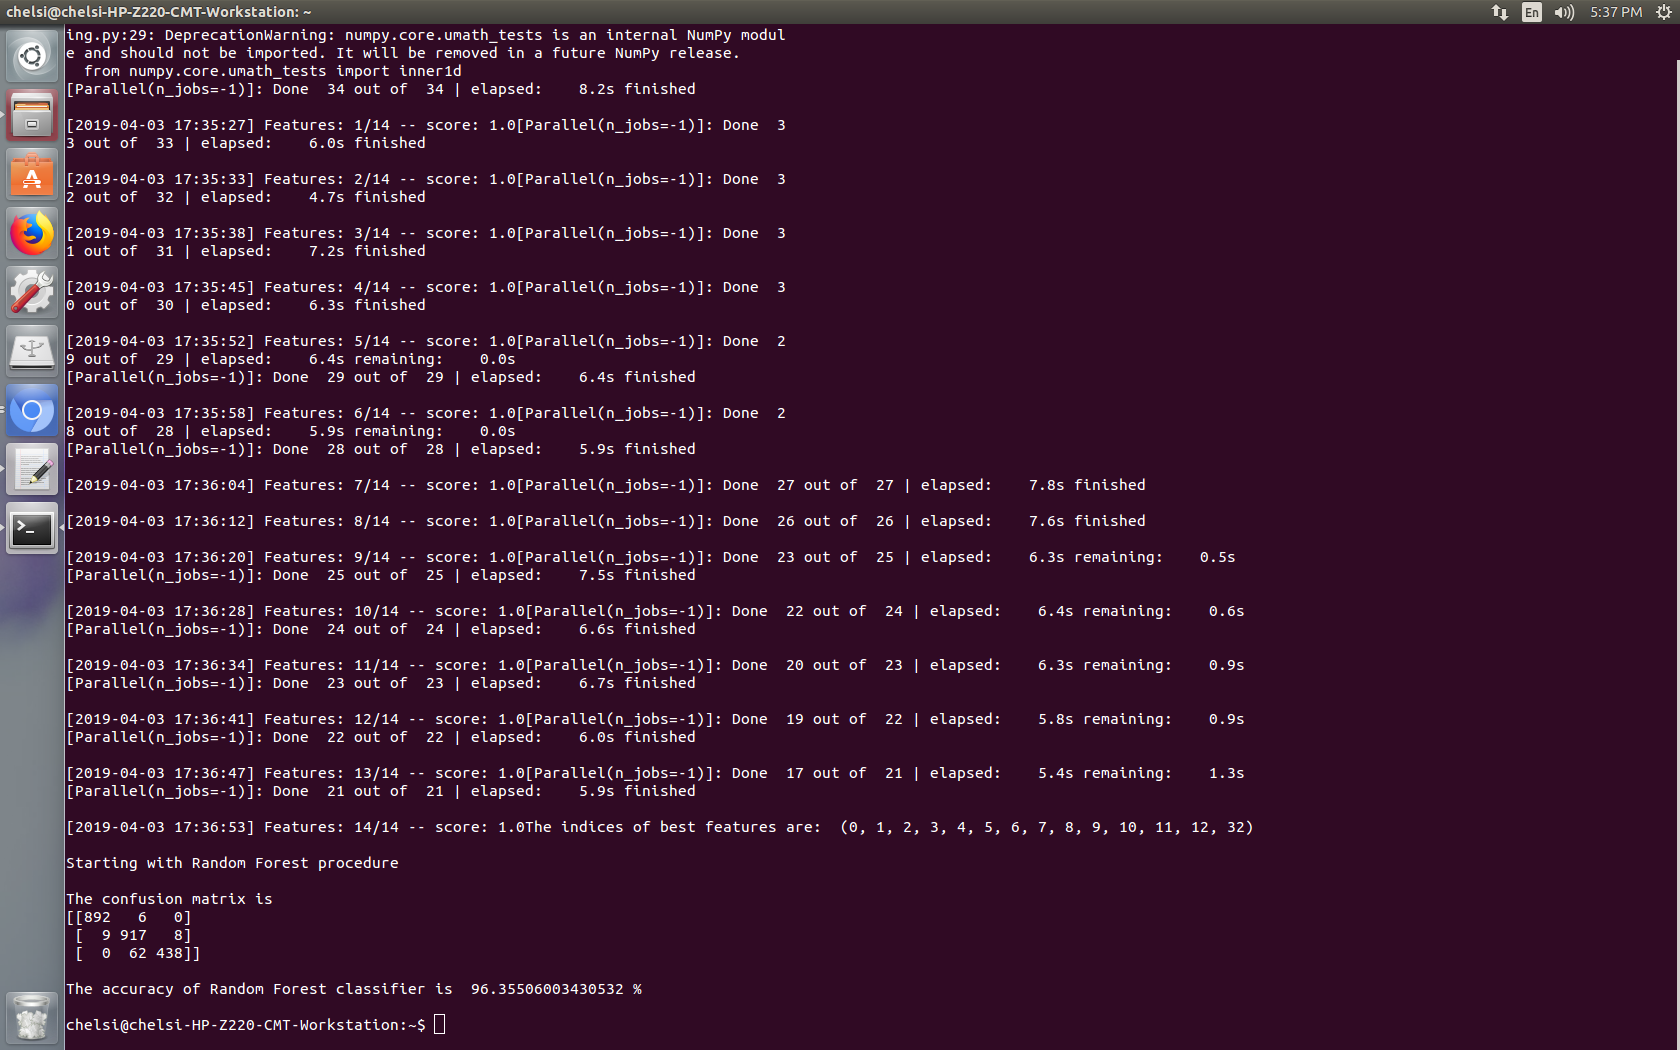 chelsi@chelsi-HP-Z220-CMT-Workstation: ~
En
5:37 PM
ing.py:29: DeprecationWarning: numpy.core.umath_tests is an internal NumPy modul
e and should not be imported. It will be removed in a future NumPy release.
  from numpy.core.umath_tests import inner1d
[Parallel(n_jobs=-1)]: Done  34 out of  34 | elapsed:    8.2s finished
[2019-04-03 17:35:27] Features: 1/14 -- score: 1.0[Parallel(n_jobs=-1)]: Done  3
3 out of  33 | elapsed:    6.0s finished
[2019-04-03 17:35:33] Features: 2/14 -- score: 1.0[Parallel(n_jobs=-1)]: Done  3
2 out of  32 | elapsed:    4.7s finished
[2019-04-03 17:35:38] Features: 3/14 -- score: 1.0[Parallel(n_jobs=-1)]: Done  3
1 out of  31 | elapsed:    7.2s finished
[2019-04-03 17:35:45] Features: 4/14 -- score: 1.0[Parallel(n_jobs=-1)]: Done  3
0 out of  30 | elapsed:    6.3s finished
[2019-04-03 17:35:52] Features: 5/14 -- score: 1.0[Parallel(n_jobs=-1)]: Done  2
9 out of  29 | elapsed:    6.4s remaining:    0.0s
[Parallel(n_jobs=-1)]: Done  29 out of  29 | elapsed:    6.4s finished
[2019-04-03 17:35:58] Features: 6/14 -- score: 1.0[Parallel(n_jobs=-1)]: Done  2
8 out of  28 | elapsed:    5.9s remaining:    0.0s
[Parallel(n_jobs=-1)]: Done  28 out of  28 | elapsed:    5.9s finished
[2019-04-03 17:36:04] Features: 7/14 -- score: 1.0[Parallel(n_jobs=-1)]: Done  27 out of  27 | elapsed:    7.8s finished
[2019-04-03 17:36:12] Features: 8/14 -- score: 1.0[Parallel(n_jobs=-1)]: Done  26 out of  26 | elapsed:    7.6s finished
[2019-04-03 17:36:20] Features: 9/14 -- score: 1.0[Parallel(n_jobs=-1)]: Done  23 out of  25 | elapsed:    6.3s remaining:    0.5s
[Parallel(n_jobs=-1)]: Done  25 out of  25 | elapsed:    7.5s finished
[2019-04-03 17:36:28] Features: 10/14 -- score: 1.0[Parallel(n_jobs=-1)]: Done  22 out of  24 | elapsed:    6.4s remaining:    0.6s
[Parallel(n_jobs=-1)]: Done  24 out of  24 | elapsed:    6.6s finished
[2019-04-03 17:36:34] Features: 11/14 -- score: 1.0[Parallel(n_jobs=-1)]: Done  20 out of  23 | elapsed:    6.3s remaining:    0.9s
[Parallel(n_jobs=-1)]: Done  23 out of  23 | elapsed:    6.7s finished
[2019-04-03 17:36:41] Features: 12/14 -- score: 1.0[Parallel(n_jobs=-1)]: Done  19 out of  22 | elapsed:    5.8s remaining:    0.9s
[Parallel(n_jobs=-1)]: Done  22 out of  22 | elapsed:    6.0s finished
[2019-04-03 17:36:47] Features: 13/14 -- score: 1.0[Parallel(n_jobs=-1)]: Done  17 out of  21 | elapsed:    5.4s remaining:    1.3s
[Parallel(n_jobs=-1)]: Done  21 out of  21 | elapsed:    5.9s finished
[2019-04-03 17:36:53] Features: 14/14 -- score: 1.0The indices of best features are:  (0, 1, 2, 3, 4, 5, 6, 7, 8, 9, 10, 11, 12, 32)
Starting with Random Forest procedure
The confusion matrix is
[[892   6   0]
 [  9 917   8]
 [  0  62 438]]
The accuracy of Random Forest classifier is  96.35506003430532 %
chelsi@chelsi-HP-Z220-CMT-Workstation:~$